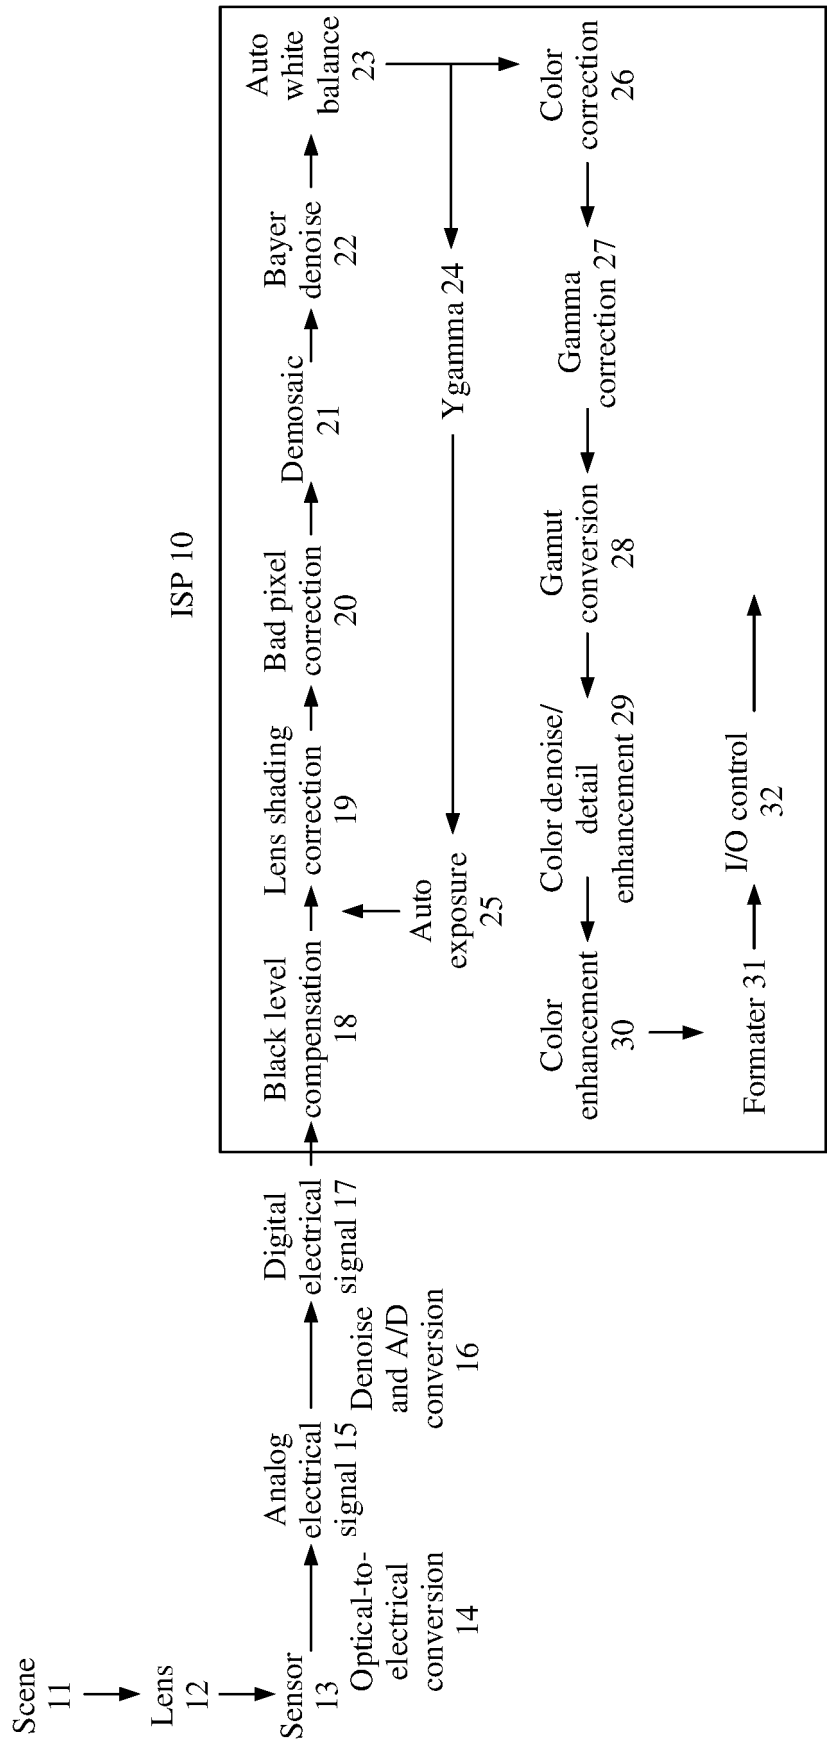 Scene
11
Lens
12
Sensor
13
Optical-to-
electrical
conversion
14
Analog
electrical
signal 15
Denoise
and A/D
conversion
16
Digital
electrical
signal 17
ISP 10
Black level
compensation
18
Lens shading
correction
19
Bad pixel
correction
20
Demosaic
21
Bayer
denoise
22
Auto
white
balance
23
Ygamma 24
Auto
exposure
25
Color
correction
26
Gamma
correction 27
Gamut
conversion
28
Color denoise/
detail
enhancement 29
Color
enhancement
30
Formater 31
I/O control
32